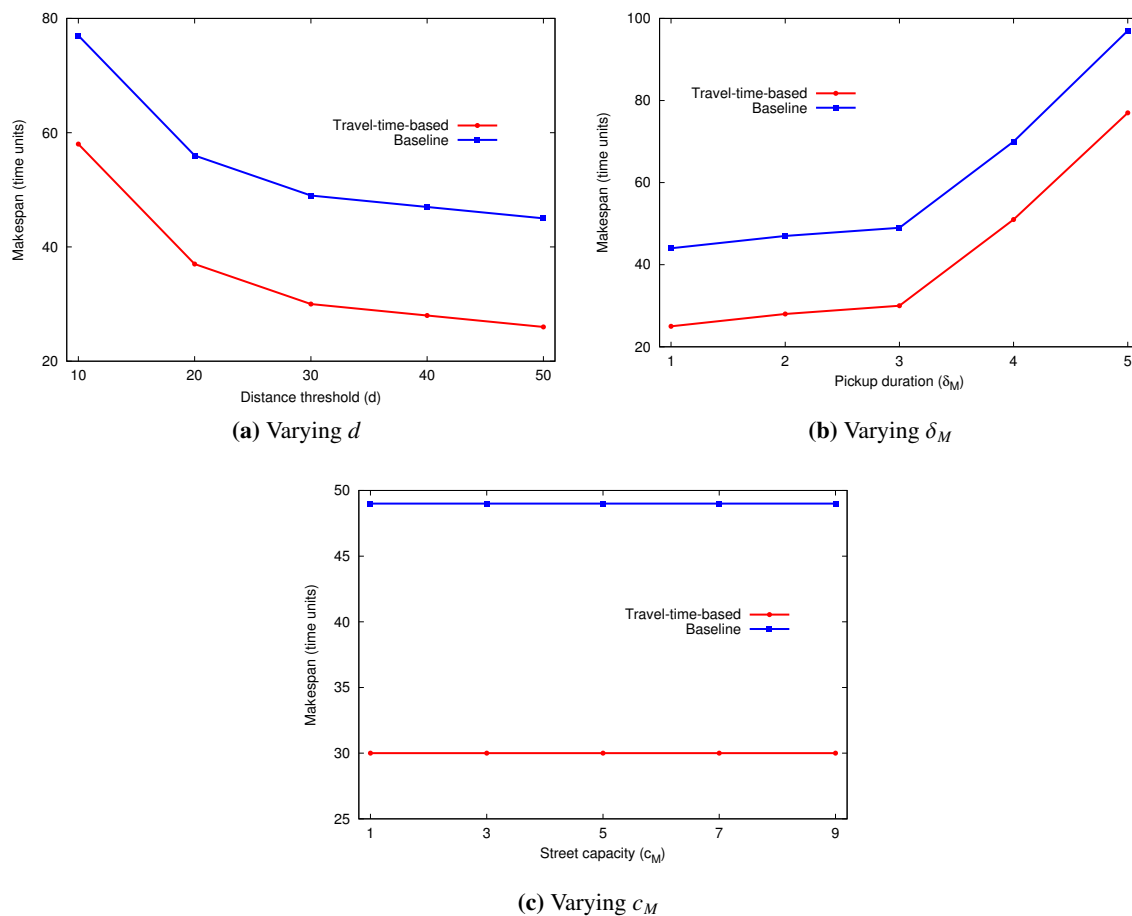 80
60
40
20
10
20
30
40
50
Makespan (time units)
Distance threshold (d)
Travel-time-based
Baseline
(a) Varying d
100
80
60
40
20
1
2
3
4
5
Makespan (time units)
Pickup duration (δM)
Travel-time-based
Baseline
(b) Varying δM
50
45
40
35
30
25
1
3
5
7
9
Makespan (time units)
Street capacity (cM)
Travel-time-based
Baseline
(c) Varying cM